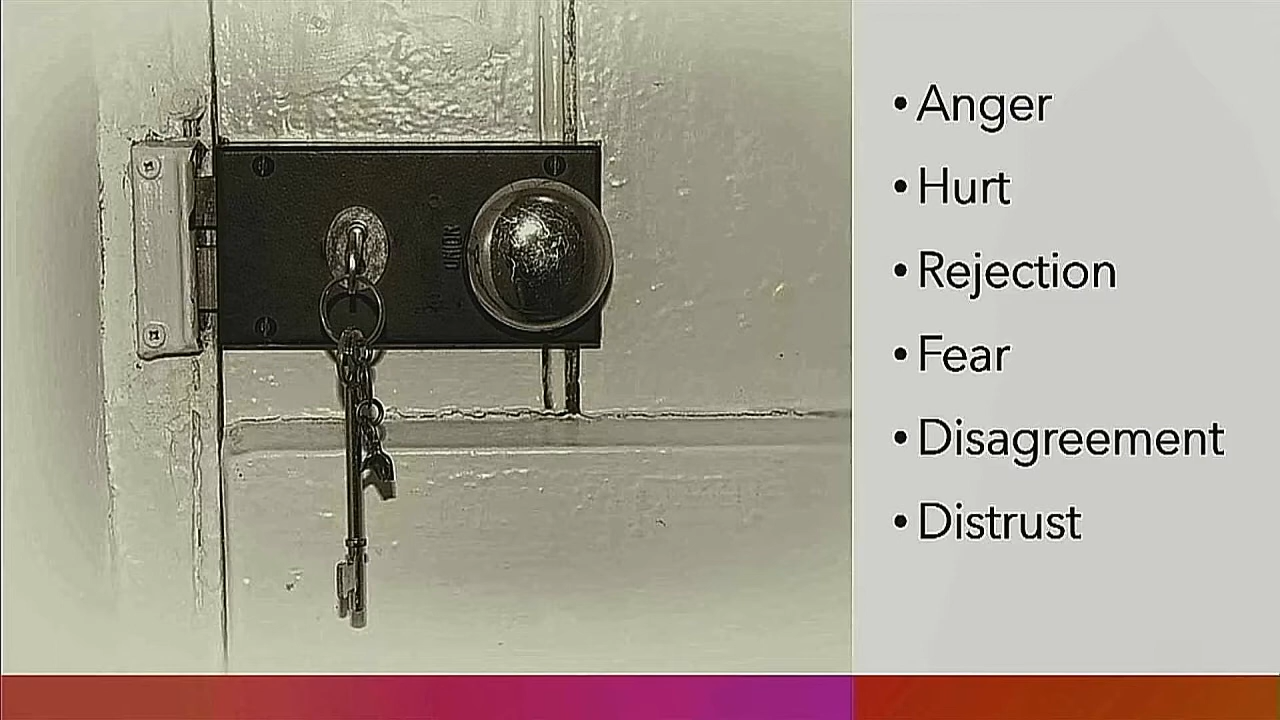 • Anger
• Hurt
• Rejection
• Fear
• Disagreement
• Distrust